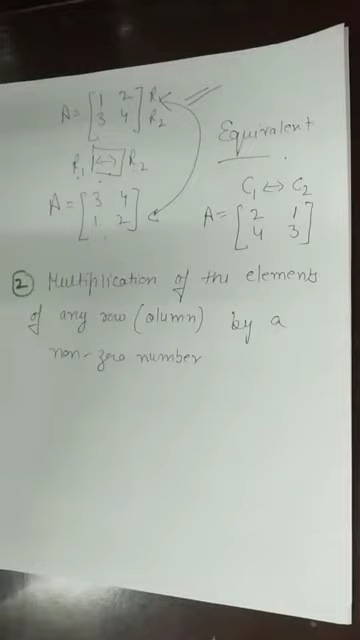 A = [ 1 2 R1
3 4 ] R2
R1 ↔ R2
A = [ 3 4
1 2 ]
Equivalent .
C1 ↔ C2
A = [ 2 1
4 3 ]
② Multiplication of the elements
of any row (olumn) by a
non-zero number